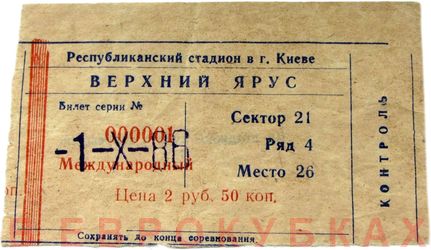 Республиканский стадион в г. Киеве
ВЕРХНИЙ ЯРУС
Билет серии №
000001
-1-X-86
Международный
Цена 2 руб. 50 коп.
Сектор 21
Ряд 4
Место 26
КОНТРОЛЬ
Сохранять до конца соревнования.
ВЕВРОКУБКАХ